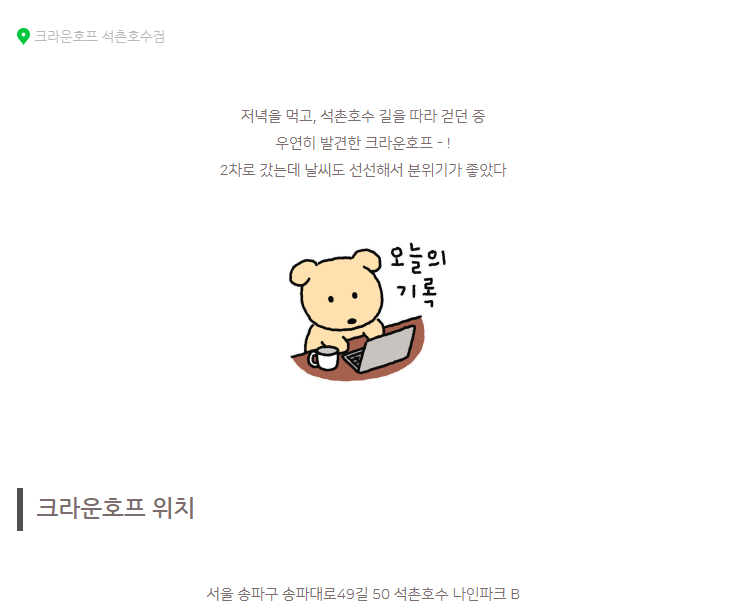 크라운호프 석촌호수점
저녁을 먹고, 석촌호수 길을 따라 걷던 중
우연히 발견한 크라운호프 - !
2차로 갔는데 날씨도 선선해서 분위기가 좋았다
오늘의
기록
크라운호프 위치
서울 송파구 송파대로49길 50 석촌호수 나인파크 B